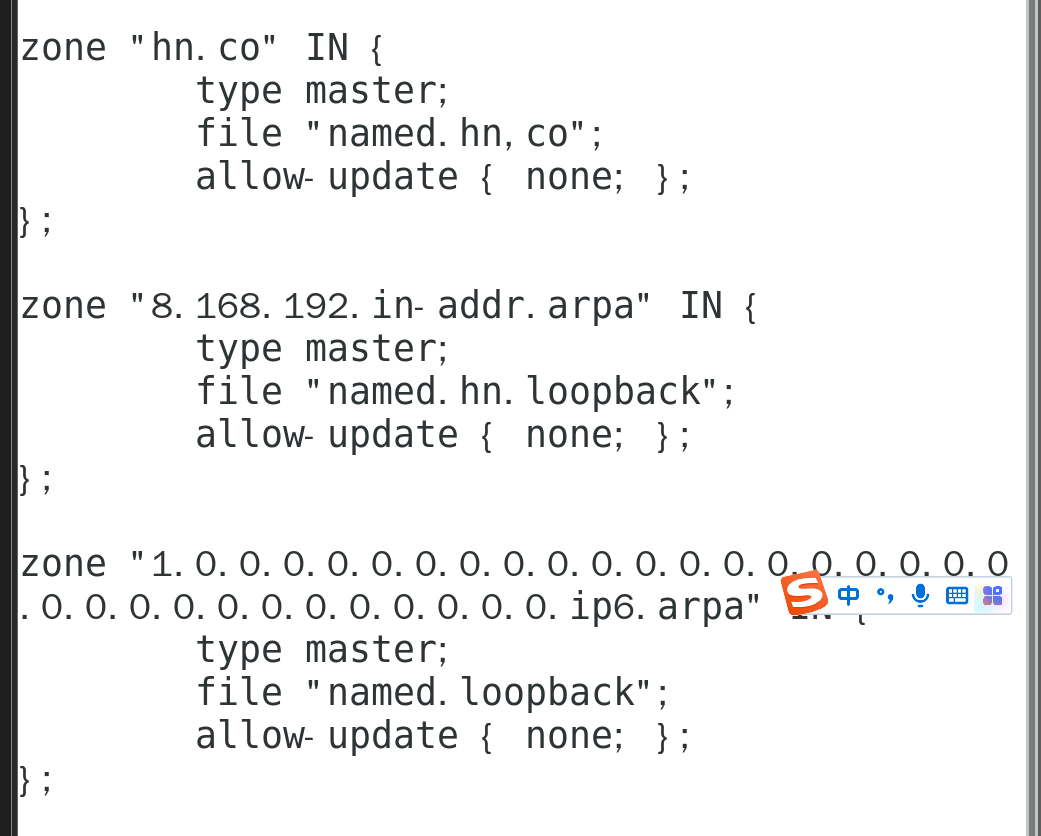 zone "hn.co" IN {
type master;
file "named.hn,co";
allow-update { none; };
};
zone "8.168.192.in-addr.arpa" IN {
type master;
file "named.hn.loopback";
allow-update { none; };
};
zone "1.0.0.0.0.0.0.0.0.0.0.0.0.0.0.0.0.0.0.0
.0.0.0.0.0.0.0.0.0.0.0.0.ip6.arpa" IN {
中
type master;
file "named.loopback";
allow-update { none; };
};